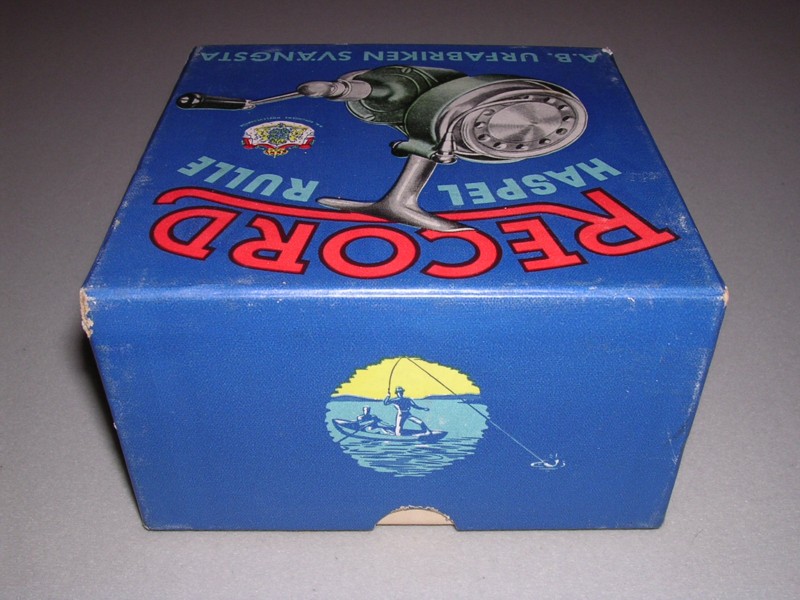 RECORD
HASPEL RULLE
A.B. URFABRIKEN SVÄNGSTA